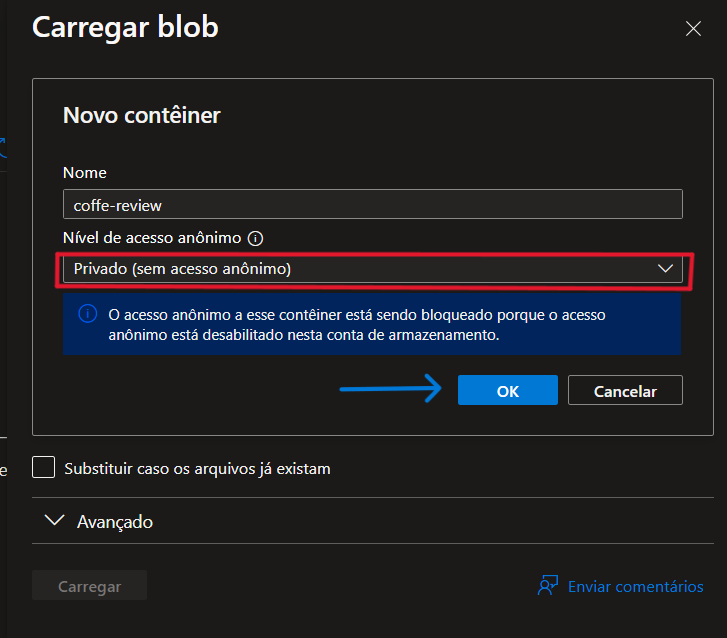 Carregar blob
Novo contêiner
Nome
coffe-review
Nível de acesso anônimo
Privado (sem acesso anônimo)
O acesso anônimo a esse contêiner está sendo bloqueado porque o acesso
anônimo está desabilitado nesta conta de armazenamento.
OK
Cancelar
e
Substituir caso os arquivos já existam
Avançado
Carregar
Enviar comentários